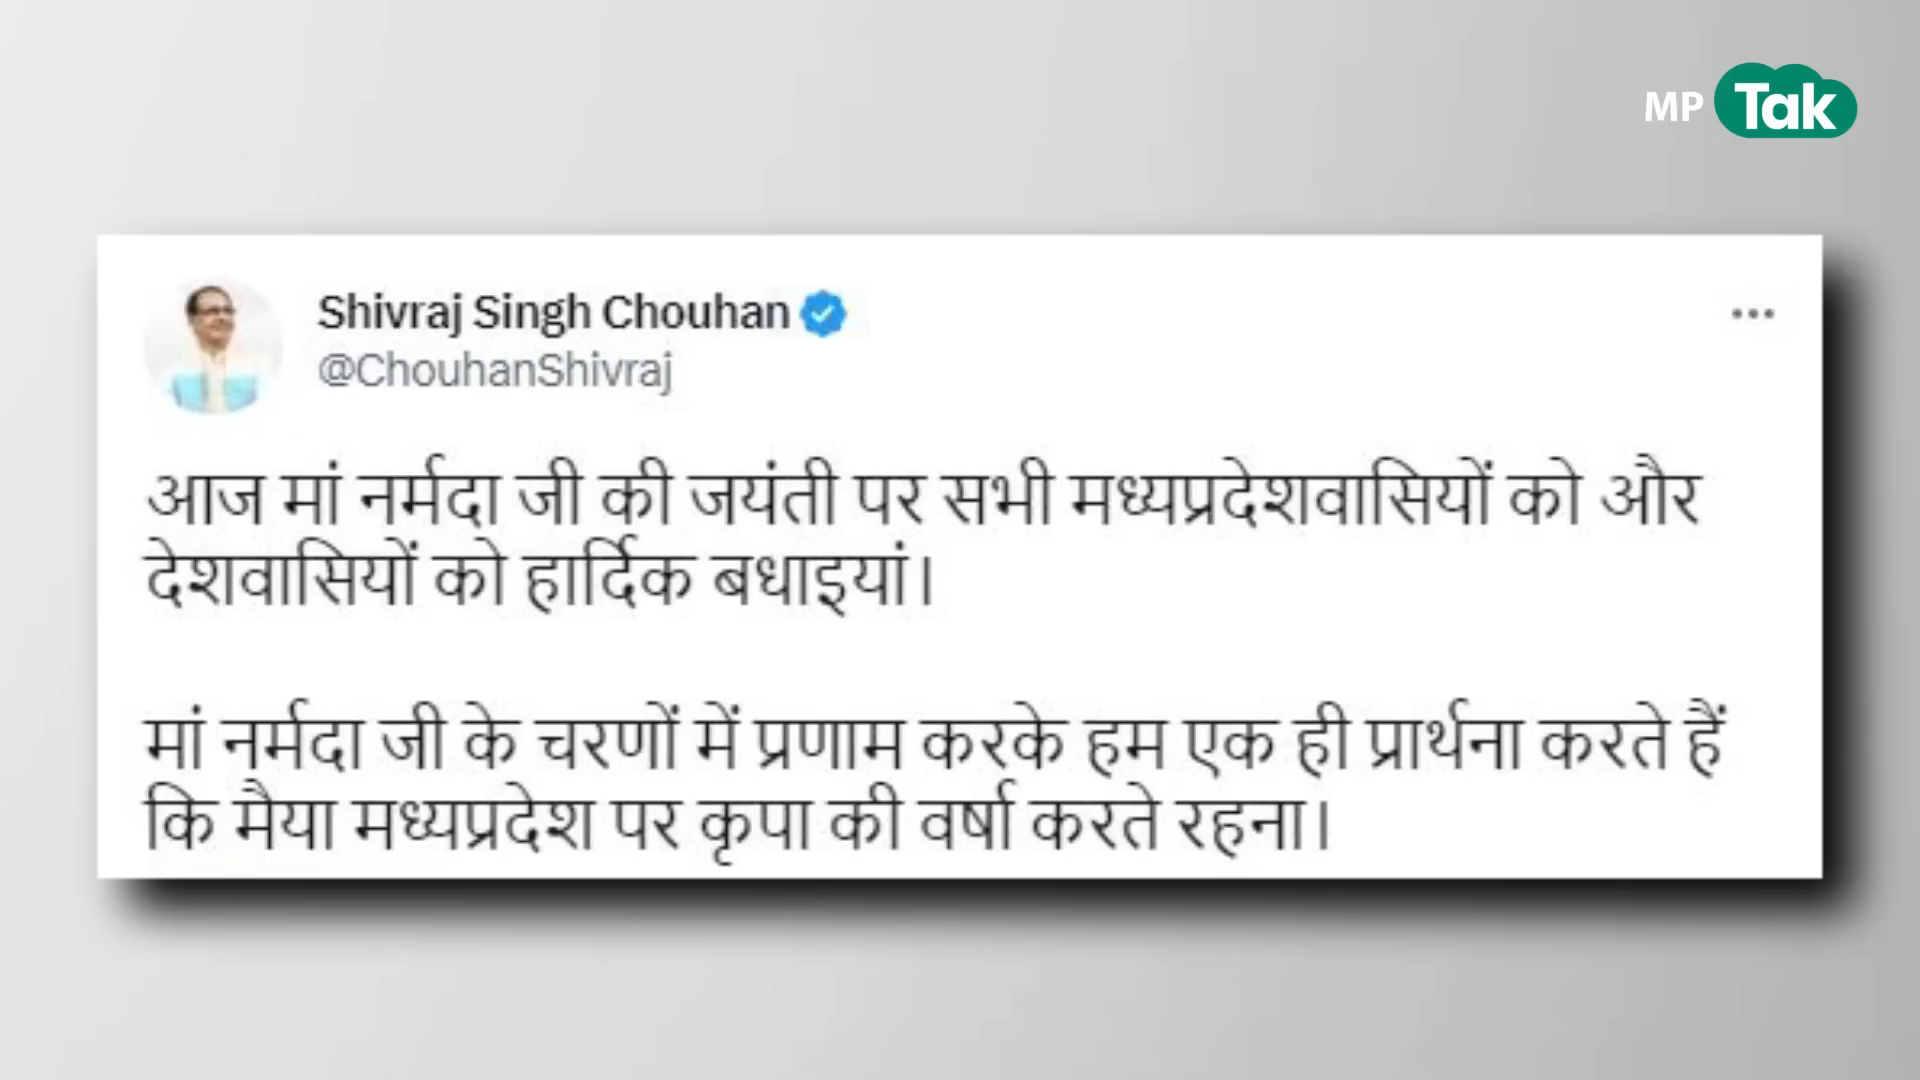 MP Tak
Shivraj Singh Chouhan
@ChouhanShivraj
आज मां नर्मदा जी की जयंती पर सभी मध्यप्रदेशवासियों को और
देशवासियों को हार्दिक बधाइयां।
मां नर्मदा जी के चरणों में प्रणाम करके हम एक ही प्रार्थना करते हैं
कि मैया मध्यप्रदेश पर कृपा की वर्षा करते रहना।